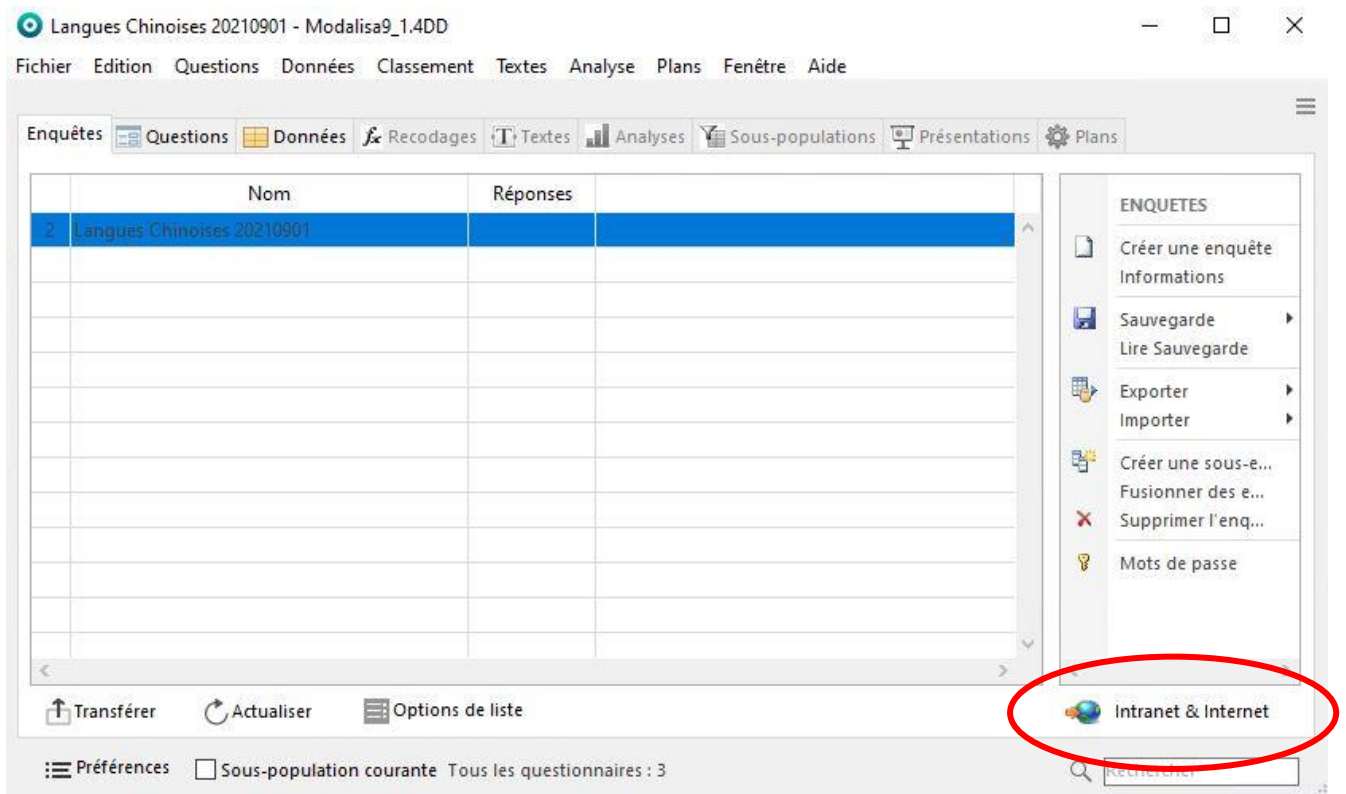 Langues Chinoises 20210901 - Modalisa9_1.4DD
Fichier Edition Questions Données Classement Textes Analyse Plans Fenêtre Aide
Enquêtes Questions Données fx Recodages T Textes Analyses Sous-populations Présentations Plans
Nom Réponses
2 Langues Chinoises 20210901
ENQUETES
Créer une enquête
Informations
Sauvegarde
Lire Sauvegarde
Exporter
Importer
Créer une sous-e...
Fusionner des e...
Supprimer l'enq...
Mots de passe
Transférer Actualiser Options de liste Intranet & Internet
Préférences Sous-population courante Tous les questionnaires : 3 Rechercher